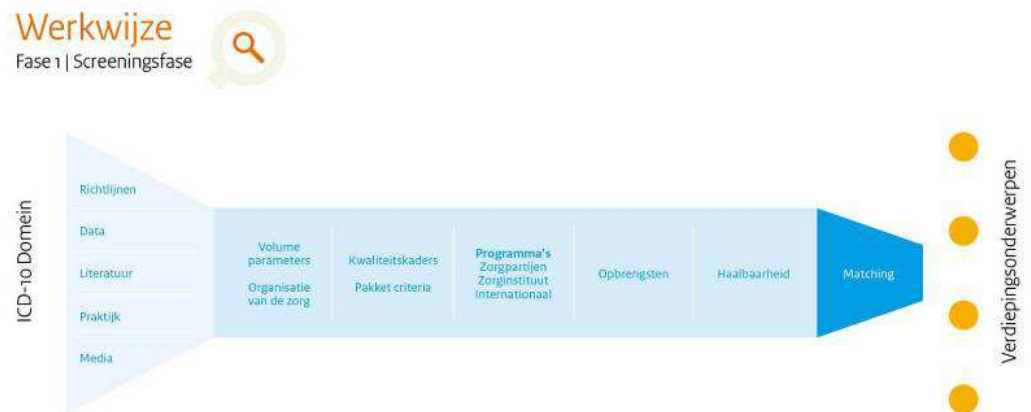 Werkwijze
Fase 1 | Screeningsfase
ICD-10 Domein
Richtlijnen
Data
Literatuur
Praktijk
Media
Volume
parameters
Organisatie
van de zorg
Kwaliteitskaders
Pakket criteria
Programma's
Zorgpartijen
Zorginstituut
Internationaal
Opbrengsten
Haalbaarheid
Matching
Verdiepingsonderwerpen